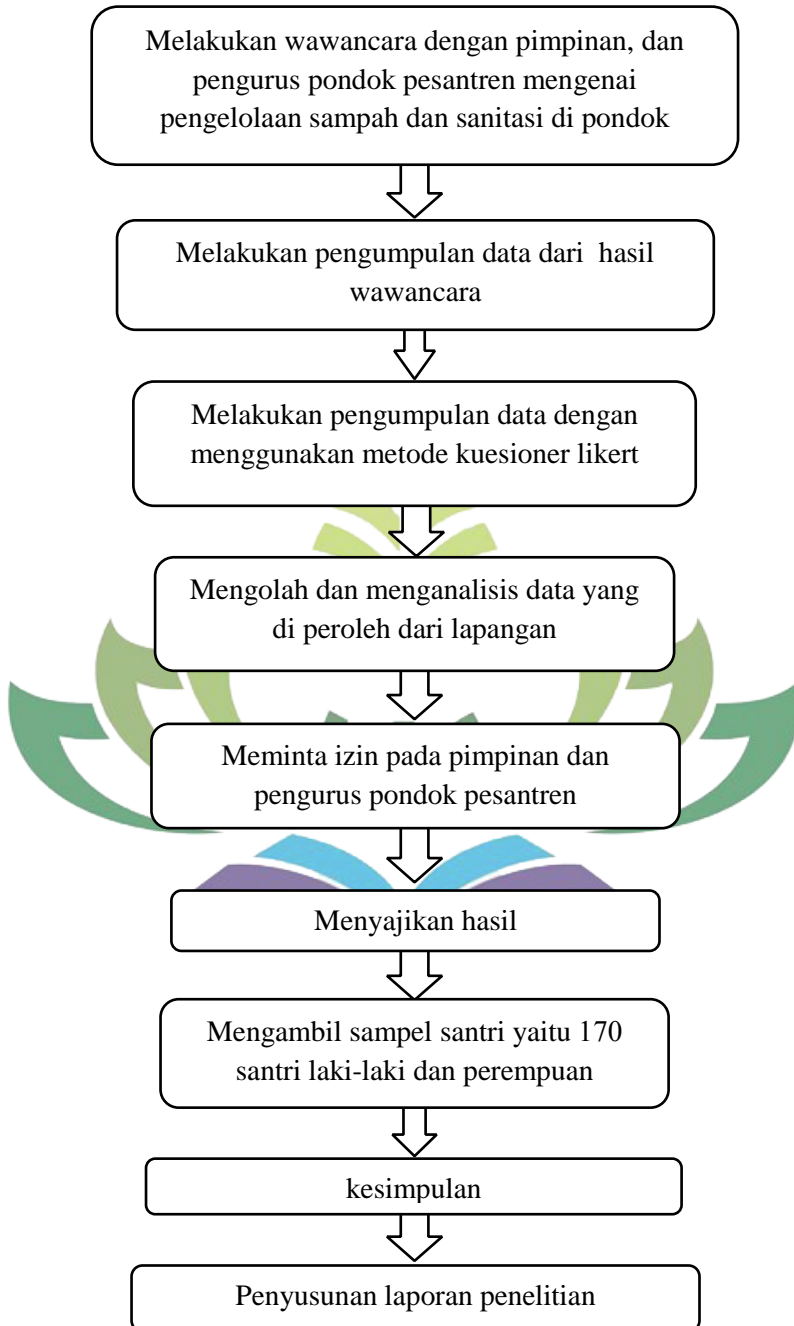 Melakukan wawancara dengan pimpinan, dan
pengurus pondok pesantren mengenai
pengelolaan sampah dan sanitasi di pondok
Melakukan pengumpulan data dari hasil
wawancara
Melakukan pengumpulan data dengan
menggunakan metode kuesioner likert
Mengolah dan menganalisis data yang
di peroleh dari lapangan
Meminta izin pada pimpinan dan
pengurus pondok pesantren
Menyajikan hasil
Mengambil sampel santri yaitu 170
santri laki-laki dan perempuan
kesimpulan
Penyusunan laporan penelitian